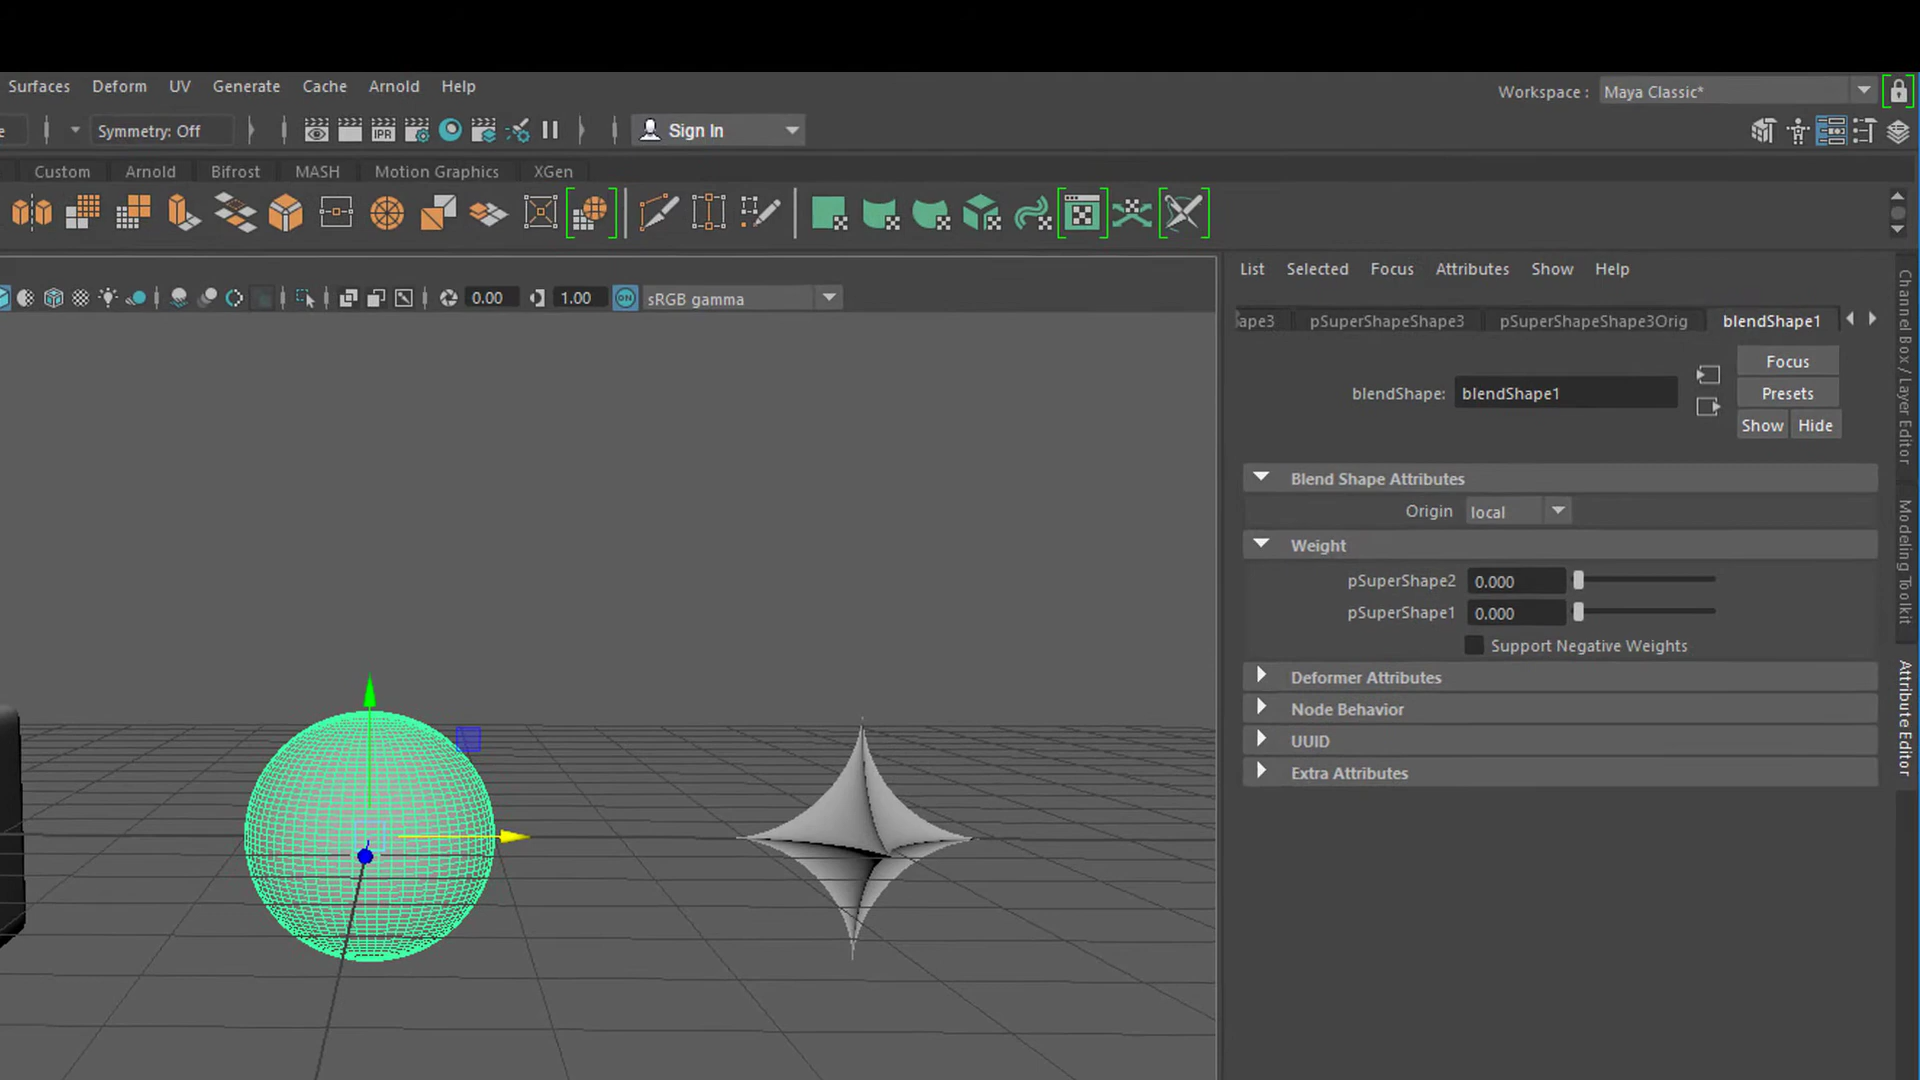 Surfaces Deform UV Generate Cache Arnold Help
Workspace : Maya Classic*
e Symmetry: Off IPR Sign In
Custom Arnold Bifrost MASH Motion Graphics XGen
List Selected Focus Attributes Show Help
0.00 1.00 ON sRGB gamma
ape3 pSuperShapeShape3 pSuperShapeShape3Orig blendShape1
Focus
blendShape: blendShape1 Presets
Show Hide
Blend Shape Attributes
Origin local
Weight
pSuperShape2 0.000
pSuperShape1 0.000
Support Negative Weights
Deformer Attributes
Node Behavior
UUID
Extra Attributes
Channel Box / Layer Editor
Modeling Toolkit
Attribute Editor